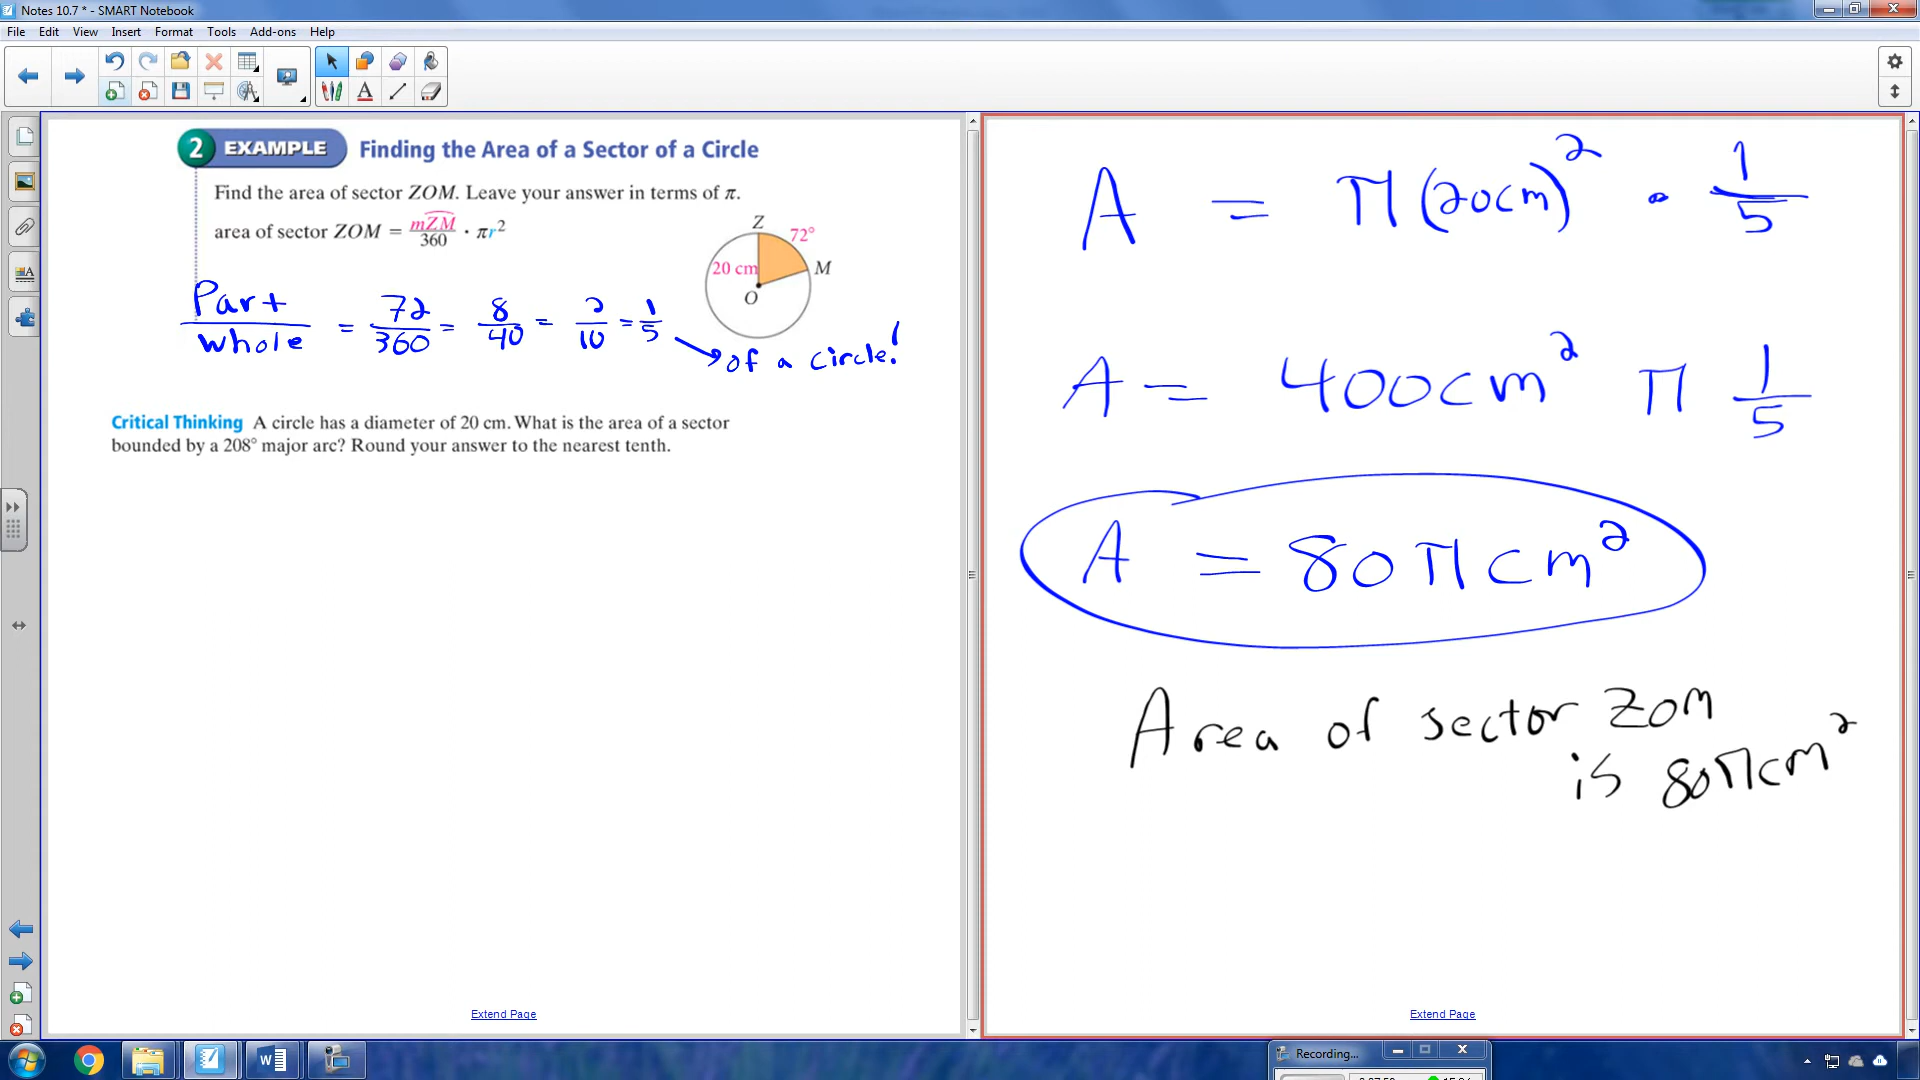 Notes 10.7 * - SMART Notebook
File Edit View Insert Format Tools Add-ons Help
2 EXAMPLE Finding the Area of a Sector of a Circle
Find the area of sector ZOM. Leave your answer in terms of π.
area of sector ZOM = mZM/360 · πr²
Z
72°
20 cm
M
O
Part/whole = 72/360 = 8/40 = 2/10 = 1/5
of a circle!
Critical Thinking A circle has a diameter of 20 cm. What is the area of a sector
bounded by a 208° major arc? Round your answer to the nearest tenth.
Extend Page
A = π(20cm)² · 1/5
A = 400cm² π 1/5
A = 80πcm²
Area of sector ZOM
is 80πcm²
Extend Page
Recording...